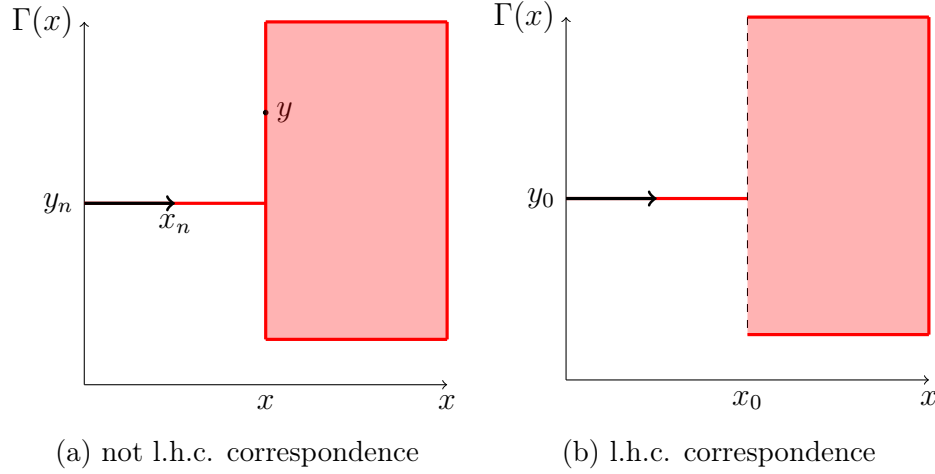 Γ(x)
y
y_n
x_n
x
x
(a) not l.h.c. correspondence
Γ(x)
y_0
x_0
x
(b) l.h.c. correspondence